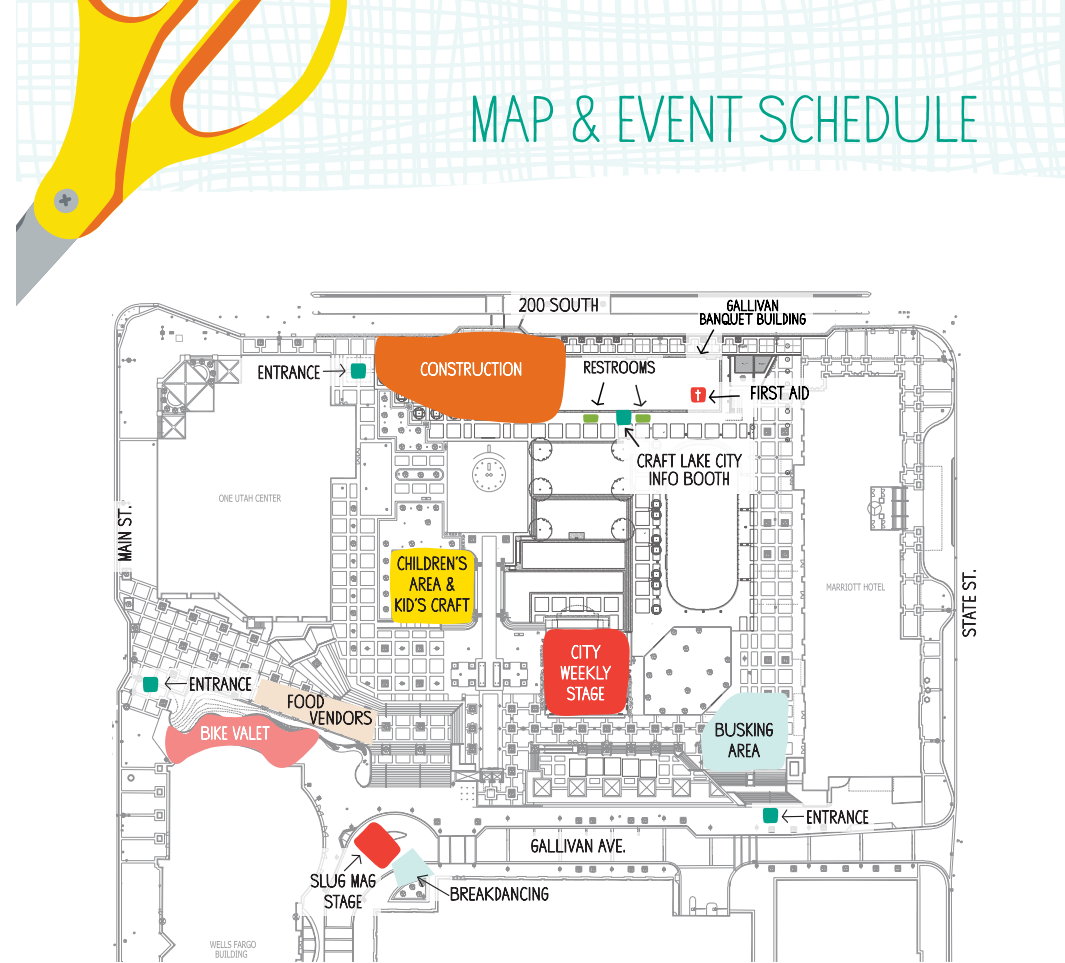 MAP & EVENT SCHEDULE
200 SOUTH
GALLIVAN
BANQUET BUILDING
ENTRANCE
CONSTRUCTION
RESTROOMS
FIRST AID
CRAFT LAKE CITY
INFO BOOTH
ONE UTAH CENTER
MAIN ST.
CHILDREN'S
AREA &
KID'S CRAFT
MARRIOTT HOTEL
STATE ST.
CITY
WEEKLY
STAGE
ENTRANCE
FOOD
VENDORS
BIKE VALET
BUSKING
AREA
ENTRANCE
GALLIVAN AVE.
SLUG MAG
STAGE
BREAKDANCING
WELLS FARGO
BUILDING